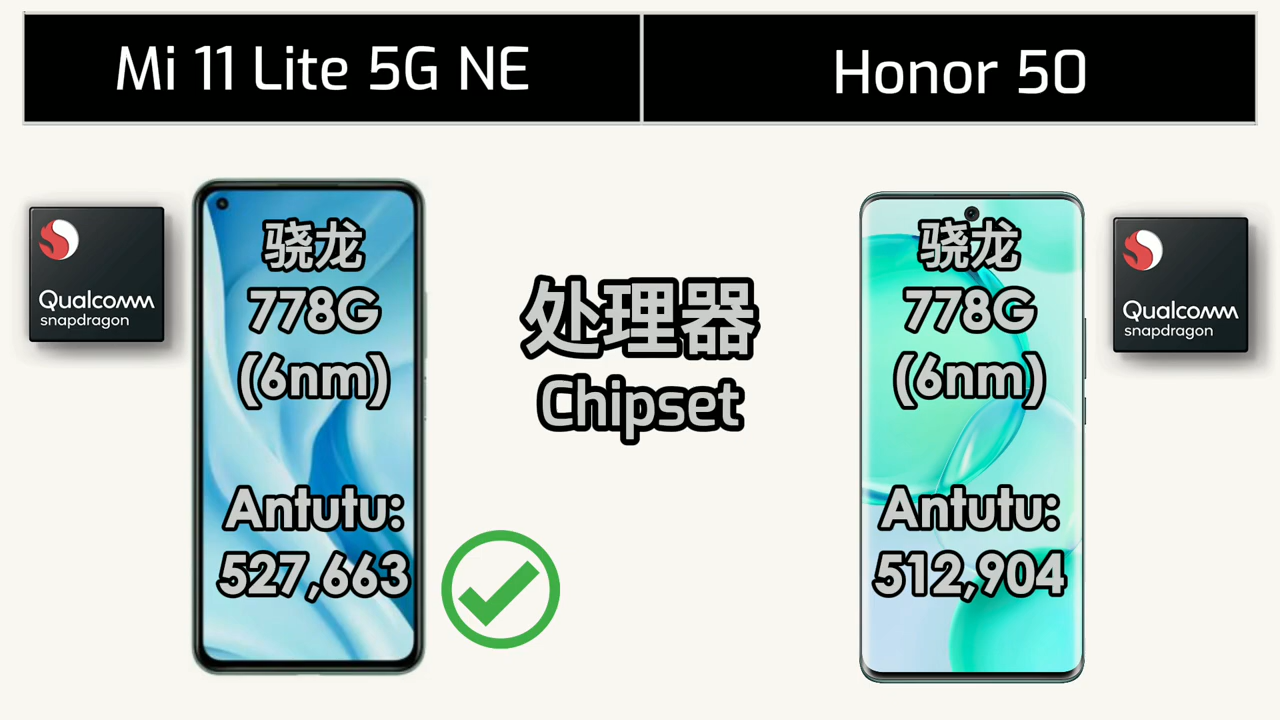 Mi 11 Lite 5G NE
Honor 50
Qualcomm
snapdragon
骁龙
778G
(6nm)
Antutu:
527,663
处理器
Chipset
骁龙
778G
(6nm)
Antutu:
512,904
Qualcomm
snapdragon